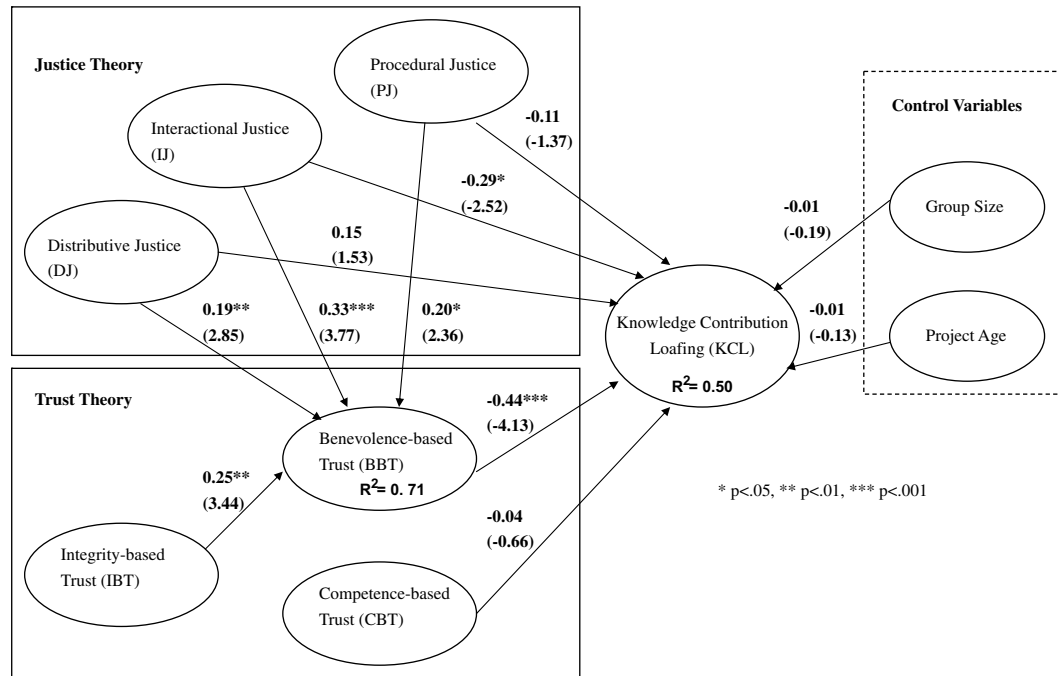 Justice Theory
Procedural Justice
(PJ)
Interactional Justice
(IJ)
Distributive Justice
(DJ)
-0.11
(-1.37)
-0.29*
(-2.52)
0.15
(1.53)
0.19**
(2.85)
0.33***
(3.77)
0.20*
(2.36)
Control Variables
Group Size
Project Age
-0.01
(-0.19)
-0.01
(-0.13)
Knowledge Contribution
Loafing (KCL)
R²= 0.50
Trust Theory
Benevolence-based
Trust (BBT)
R²= 0. 71
-0.44***
(-4.13)
0.25**
(3.44)
Integrity-based
Trust (IBT)
-0.04
(-0.66)
Competence-based
Trust (CBT)
* p<.05, ** p<.01, *** p<.001